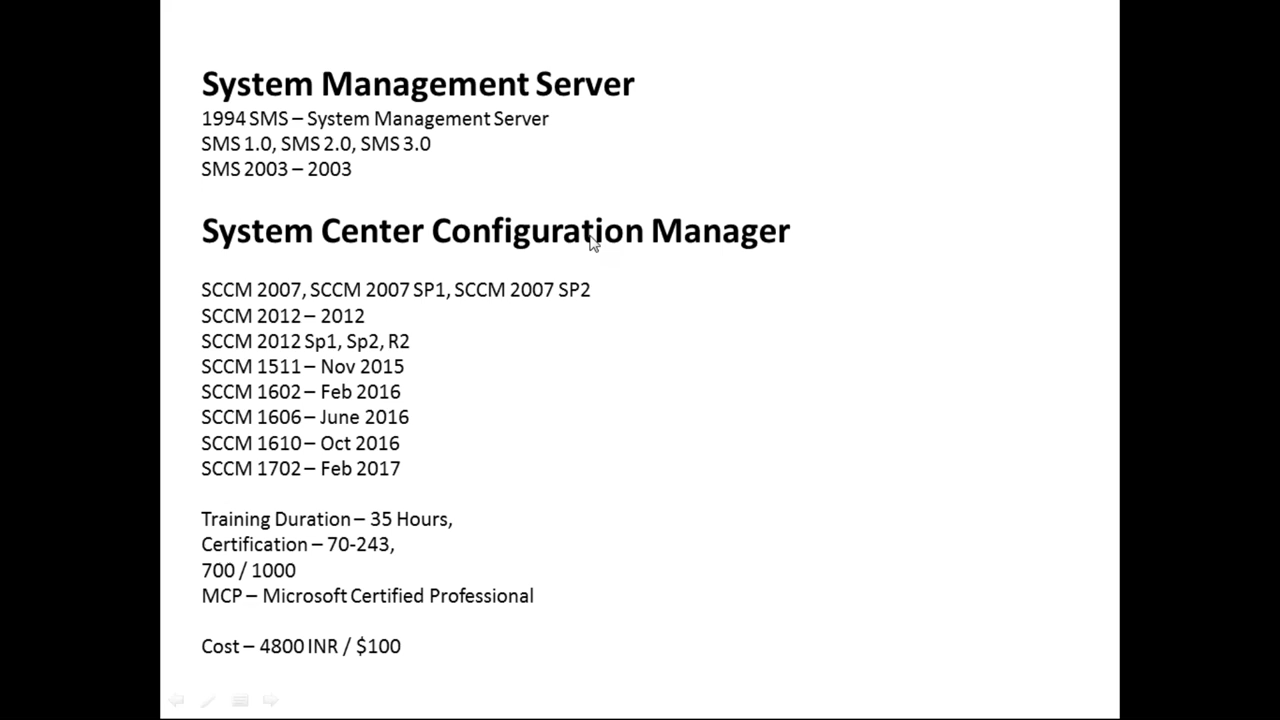 System Management Server
1994 SMS – System Management Server
SMS 1.0, SMS 2.0, SMS 3.0
SMS 2003 – 2003
System Center Configuration Manager
SCCM 2007, SCCM 2007 SP1, SCCM 2007 SP2
SCCM 2012 – 2012
SCCM 2012 Sp1, Sp2, R2
SCCM 1511 – Nov 2015
SCCM 1602 – Feb 2016
SCCM 1606 – June 2016
SCCM 1610 – Oct 2016
SCCM 1702 – Feb 2017
Training Duration – 35 Hours,
Certification – 70-243,
700 / 1000
MCP – Microsoft Certified Professional
Cost – 4800 INR / $100